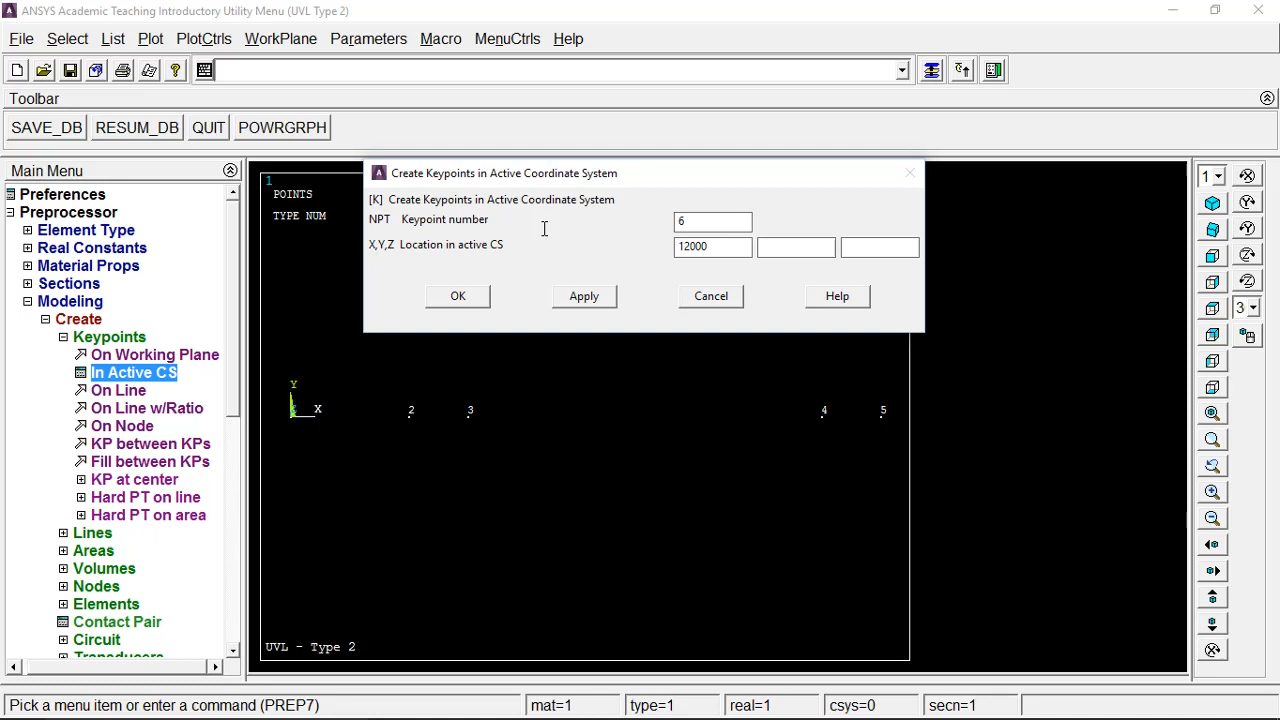 ANSYS Academic Teaching Introductory Utility Menu (UVL Type 2)
File Select List Plot PlotCtrls WorkPlane Parameters Macro MenuCtrls Help
Toolbar
SAVE_DB RESUM_DB QUIT POWRGRPH
Main Menu
Preferences
Preprocessor
Element Type
Real Constants
Material Props
Sections
Modeling
Create
Keypoints
On Working Plane
In Active CS
On Line
On Line w/Ratio
On Node
KP between KPs
Fill between KPs
KP at center
Hard PT on line
Hard PT on area
Lines
Areas
Volumes
Nodes
Elements
Contact Pair
Circuit
Transducers
1
POINTS
TYPE NUM
Create Keypoints in Active Coordinate System
[K] Create Keypoints in Active Coordinate System
NPT Keypoint number 6
X,Y,Z Location in active CS 12000
OK Apply Cancel Help
Y
X 2 3 4 5
UVL - Type 2
1
3
Pick a menu item or enter a command (PREP7) mat=1 type=1 real=1 csys=0 secn=1